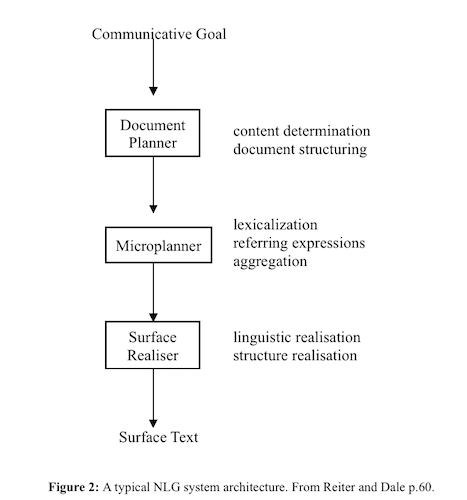 Communicative Goal
Document
Planner
content determination
document structuring
Microplanner
lexicalization
referring expressions
aggregation
Surface
Realiser
linguistic realisation
structure realisation
Surface Text
Figure 2: A typical NLG system architecture. From Reiter and Dale p.60.